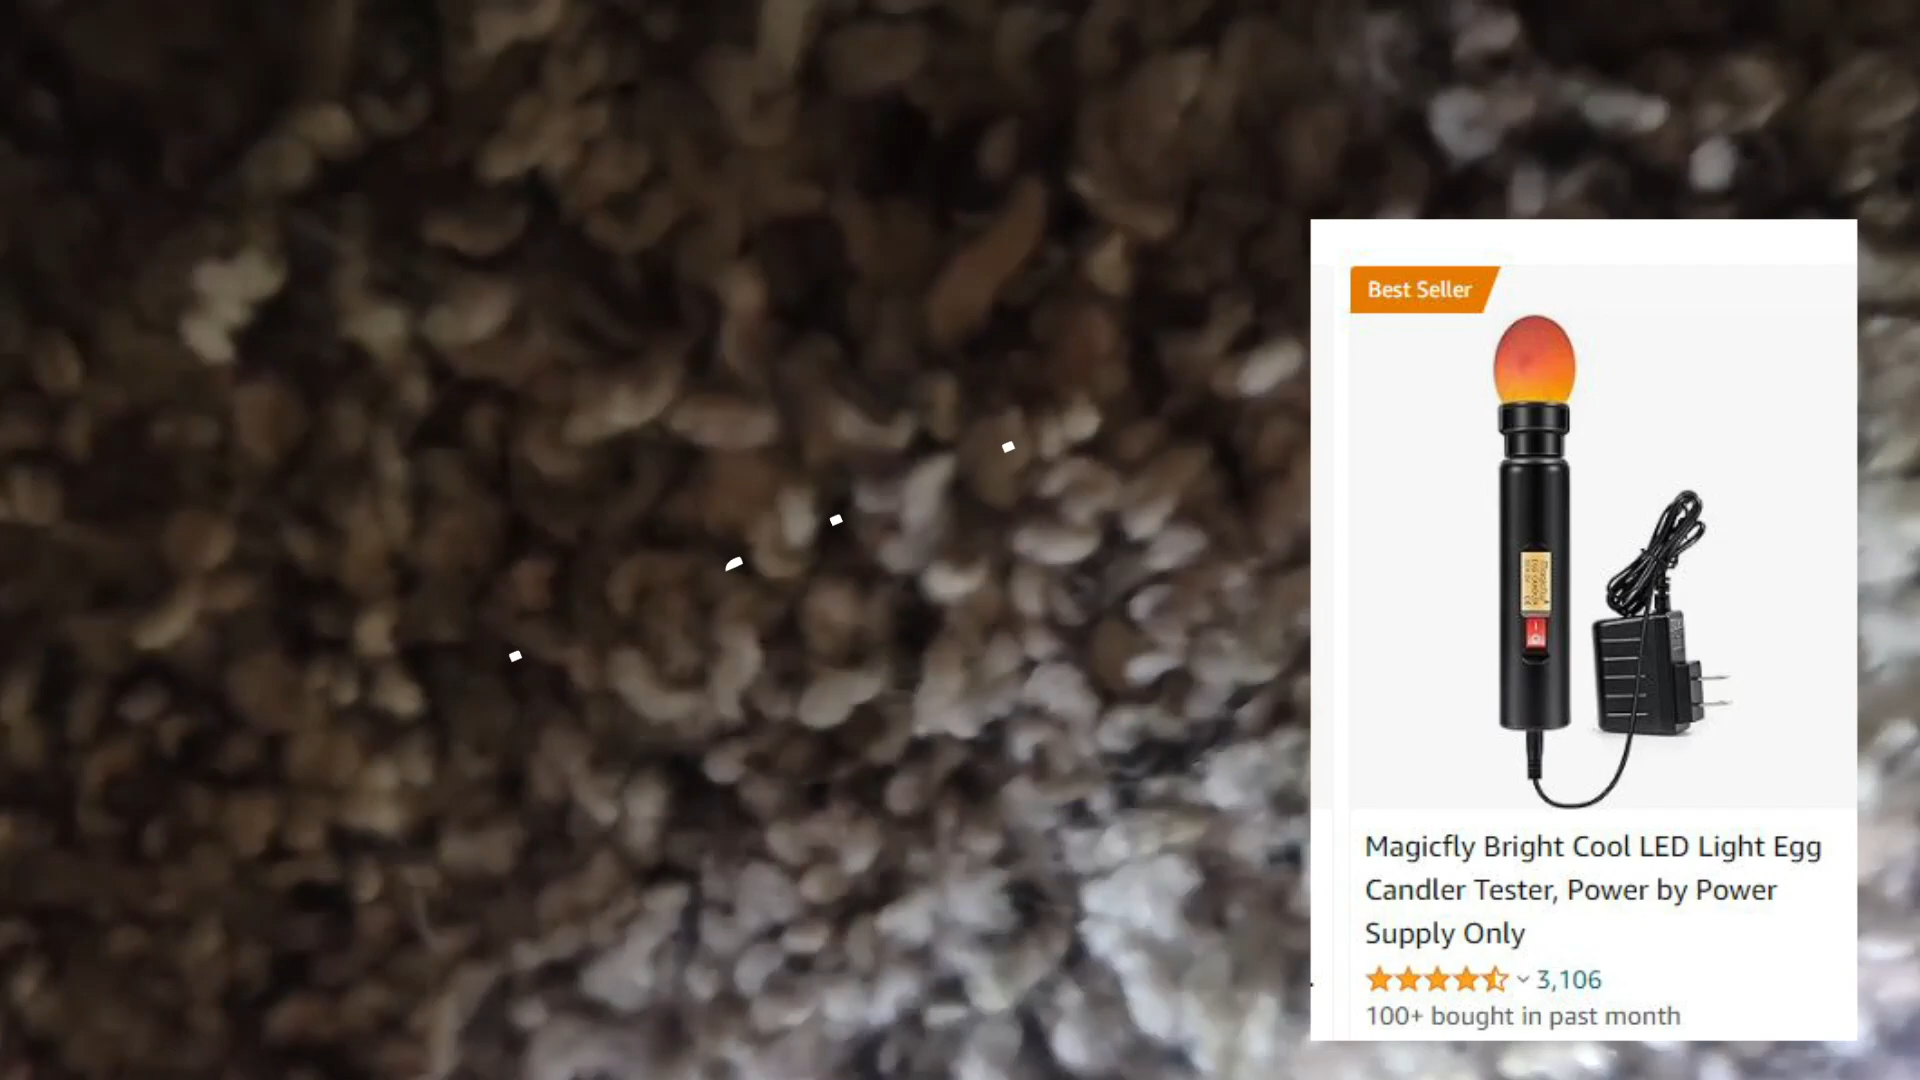 Best Seller
Magicfly Bright Cool LED Light Egg
Candler Tester, Power by Power
Supply Only
3,106
100+ bought in past month